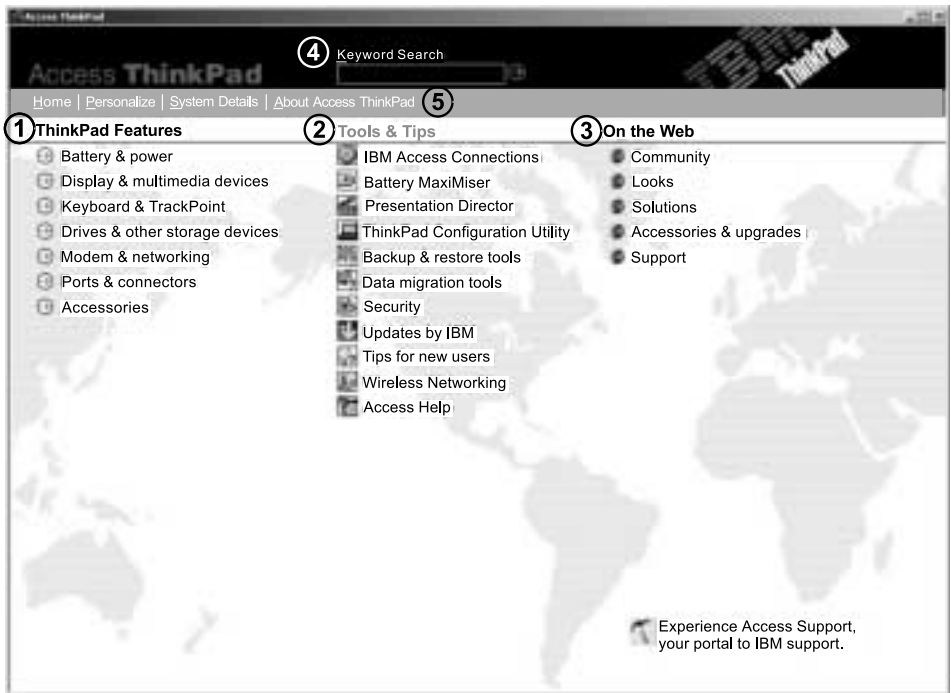 Access ThinkPad
4 Keyword Search
Access ThinkPad
IBM
ThinkPad
Home | Personalize | System Details | About Access ThinkPad 5
1 ThinkPad Features
Battery & power
Display & multimedia devices
Keyboard & TrackPoint
Drives & other storage devices
Modem & networking
Ports & connectors
Accessories
2 Tools & Tips
IBM Access Connections
Battery MaxiMiser
Presentation Director
ThinkPad Configuration Utility
Backup & restore tools
Data migration tools
Security
Updates by IBM
Tips for new users
Wireless Networking
Access Help
3 On the Web
Community
Looks
Solutions
Accessories & upgrades
Support
Experience Access Support,
your portal to IBM support.